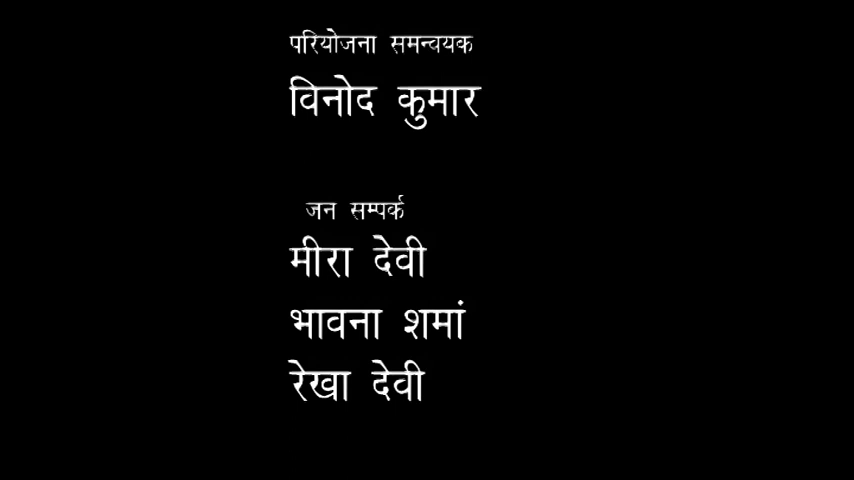 परियोजना समन्वयक
विनोद कुमार
जन सम्पर्क
मीरा देवी
भावना शमां
रेखा देवी